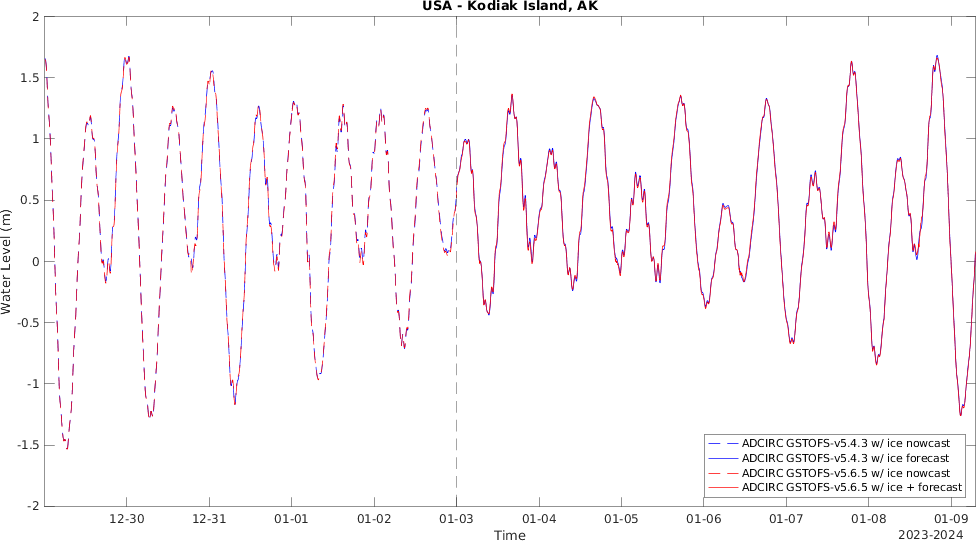 USA - Kodiak Island, AK
2
1.5
1
0.5
0
-0.5
-1
-1.5
-2
Water Level (m)
ADCIRC GSTOFS-v5.4.3 w/ ice nowcast
ADCIRC GSTOFS-v5.4.3 w/ ice forecast
ADCIRC GSTOFS-v5.6.5 w/ ice nowcast
ADCIRC GSTOFS-v5.6.5 w/ ice + forecast
12-30 12-31 01-01 01-02 01-03 01-04 01-05 01-06 01-07 01-08 01-09
Time
2023-2024